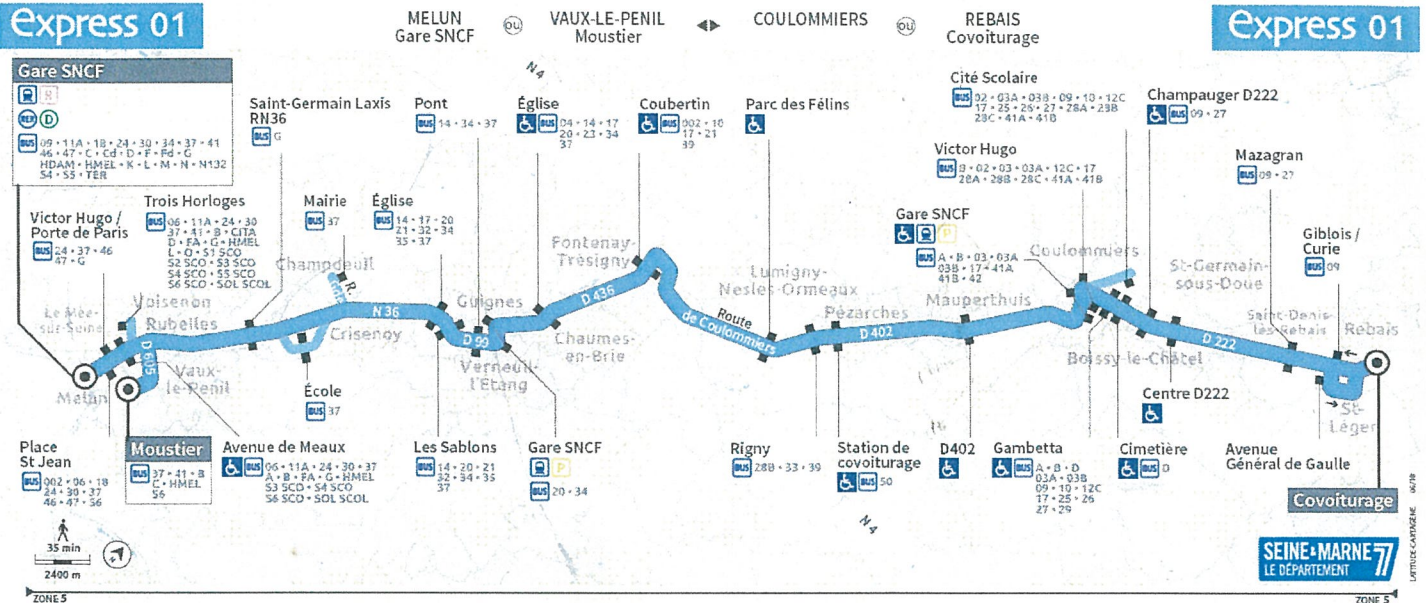 express 01
MELUN
Gare SNCF
ou
VAUX-LE-PENIL
Moustier
COULOMMIERS
ou
REBAIS
Covoiturage
express 01
N4
Gare SNCF
R
RER D
BUS 09 • 11A • 18 • 24 • 30 • 34 • 37 • 41
46 • 47 • C • Cd • D • F • Fd • G
HDAM • HMEL • K • L • M • N • N132
S4 • S5 • TER
Victor Hugo /
Porte de Paris
BUS 24 • 37 • 46
47 • G
Trois Horloges
BUS 06 • 11A • 24 • 30
37 • 41 • B • CITA
D • FA • G • HMEL
L • O • S1 SCO
S2 SCO • S3 SCO
S4 SCO • S5 SCO
S6 SCO • SOL SCOL
Saint-Germain Laxis
RN36
BUS G
Mairie
BUS 37
Pont
BUS 14 • 34 • 37
Église
BUS 14 • 17 • 20
21 • 32 • 34
35 • 37
Église
BUS 04 • 14 • 17
20 • 23 • 34
37
Coubertin
BUS 002 • 10
17 • 21
39
Parc des Félins
Cité Scolaire
BUS 02 • 03A • 03B • 09 • 10 • 12C
17 • 25 • 26 • 27 • 28A • 28B
28C • 41A • 41B
Victor Hugo
BUS B • 02 • 03 • 03A • 12C • 17
28A • 28B • 28C • 41A • 41B
Gare SNCF
P
BUS A • B • 03 • 03A
03B • 17 • 41A
41B • 42
Champauger D222
BUS 09 • 27
Mazagran
BUS 09 • 27
Giblois /
Curie
BUS 09
Le Mée-
sur-Seine
Voisenon
Rubelles
Melun
Vaux-
le-Penil
D 605
Champdeuil
R.
Crisenoy
N 36
D 99
Guignes
Verneuil-
l'Etang
Chaumes-
en-Brie
D 436
Fontenay-
Trésigny
Route
de Coulommiers
Lumigny-
Nesles-Ormeaux
Pézarches
D 402
Mauperthuis
Coulommiers
Boissy-le-Châtel
St-Germain-
sous-Doue
D 222
Saint-Denis-
lès-Rebais
Rebais
St-
Léger
Place
St Jean
BUS 002 • 06 • 18
24 • 30 • 37
46 • 47 • S6
Moustier
BUS 37 • 41 • B
C • HMEL
S6
Avenue de Meaux
BUS 06 • 11A • 24 • 30 • 37
A • B • FA • G • HMEL
S3 SCO • S4 SCO
S6 SCO • SOL SCOL
École
BUS 37
Les Sablons
BUS 14 • 20 • 21
32 • 34 • 35
37
Gare SNCF
P
BUS 20 • 34
Rigny
BUS 28B • 33 • 39
Station de
covoiturage
BUS 50
N4
D402
Gambetta
BUS A • B • D
03A • 03B
09 • 10 • 12C
17 • 25 • 26
27 • 29
Cimetière
BUS D
Centre D222
Avenue
Général de Gaulle
Covoiturage
35 min
2400 m
SEINE & MARNE 77
LE DÉPARTEMENT
LATITUDE-CARTAGENE 06/18
ZONE 5
ZONE 5